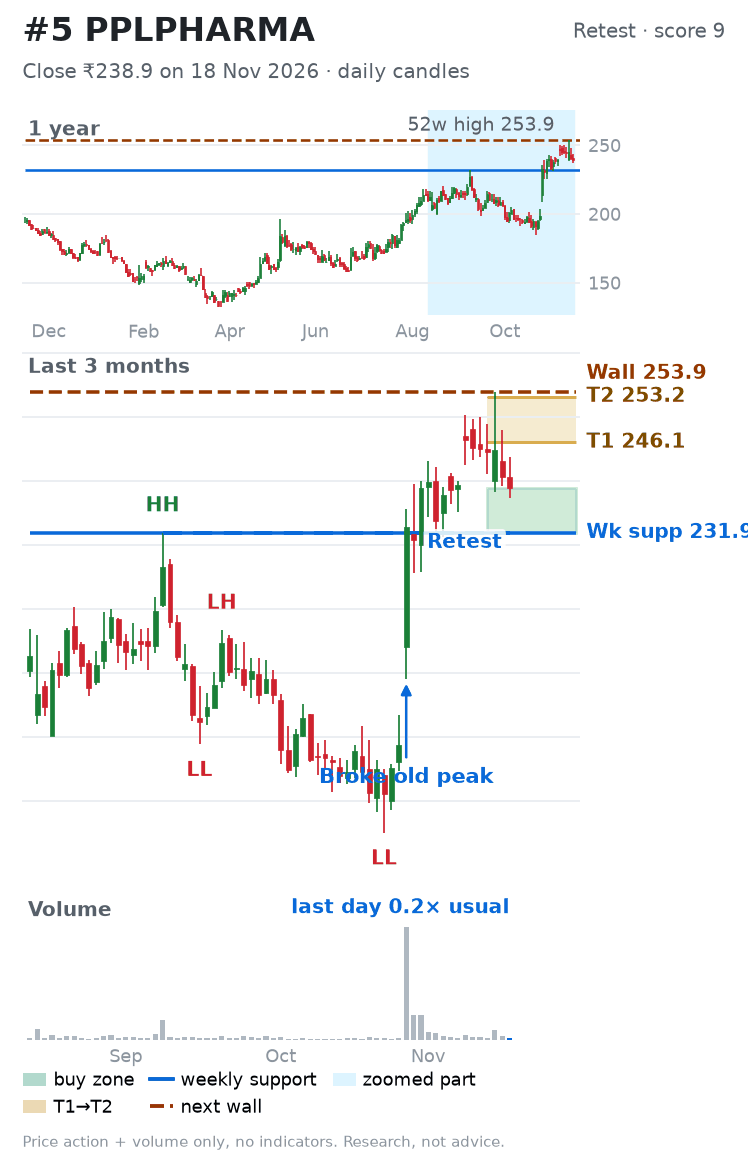 #5 PPLPHARMA
Retest · score 9
Close ₹238.9 on 18 Nov 2026 · daily candles
52w high 253.9
1 year
250
200
150
Dec Feb Apr Jun Aug Oct
Last 3 months
Wall 253.9
T2 253.2
T1 246.1
HH
Wk supp 231.9
Retest
LH
LL
Broke old peak
LL
Volume
last day 0.2× usual
Sep Oct Nov
buy zone weekly support zoomed part
T1→T2 next wall
Price action + volume only, no indicators. Research, not advice.